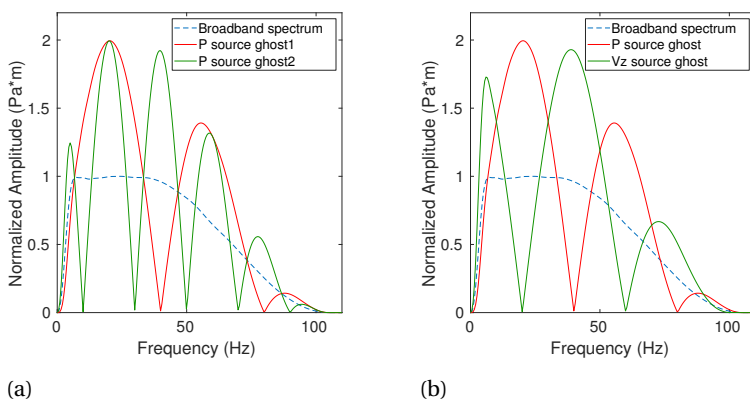 Broadband spectrum
P source ghost1
P source ghost2
2
1.5
1
0.5
0
Normalized Amplitude (Pa*m)
0
50
100
Frequency (Hz)
(a)
Broadband spectrum
P source ghost
Vz source ghost
2
1.5
1
0.5
0
Normalized Amplitude (Pa*m)
0
50
100
Frequency (Hz)
(b)